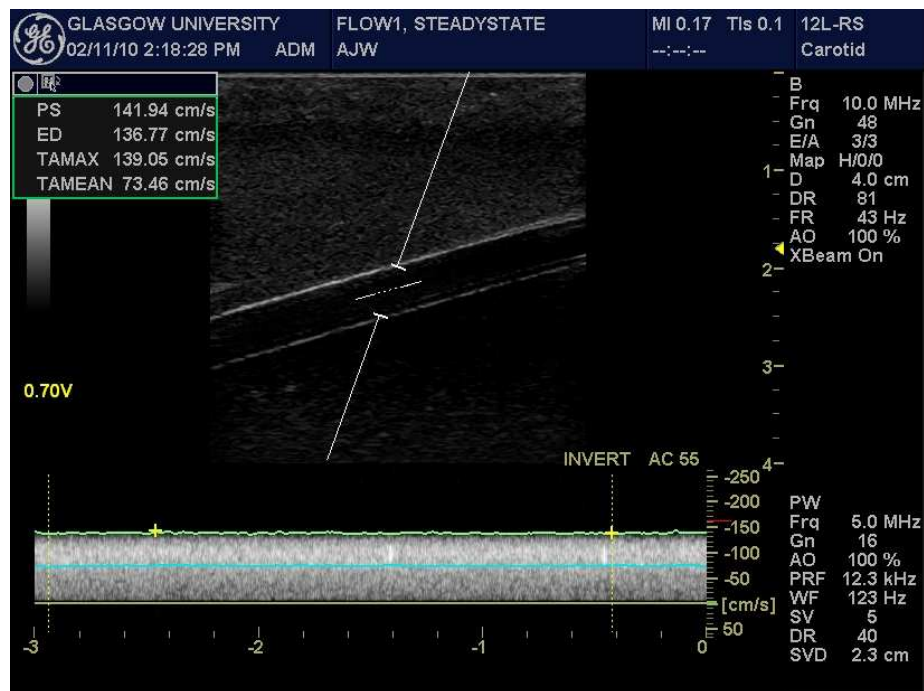 GLASGOW UNIVERSITY
02/11/10 2:18:28 PM ADM
FLOW1, STEADYSTATE
AJW
MI 0.17 TIs 0.1
--:--:--
12L-RS
Carotid
PS 141.94 cm/s
ED 136.77 cm/s
TAMAX 139.05 cm/s
TAMEAN 73.46 cm/s
0.70V
1
2
3
4
B
Frq 10.0 MHz
Gn 48
E/A 3/3
Map H/0/0
D 4.0 cm
DR 81
FR 43 Hz
AO 100 %
XBeam On
INVERT AC 55
-250
-200
-150
-100
-50
[cm/s]
50
-3 -2 -1 0
PW
Frq 5.0 MHz
Gn 16
AO 100 %
PRF 12.3 kHz
WF 123 Hz
SV 5
DR 40
SVD 2.3 cm